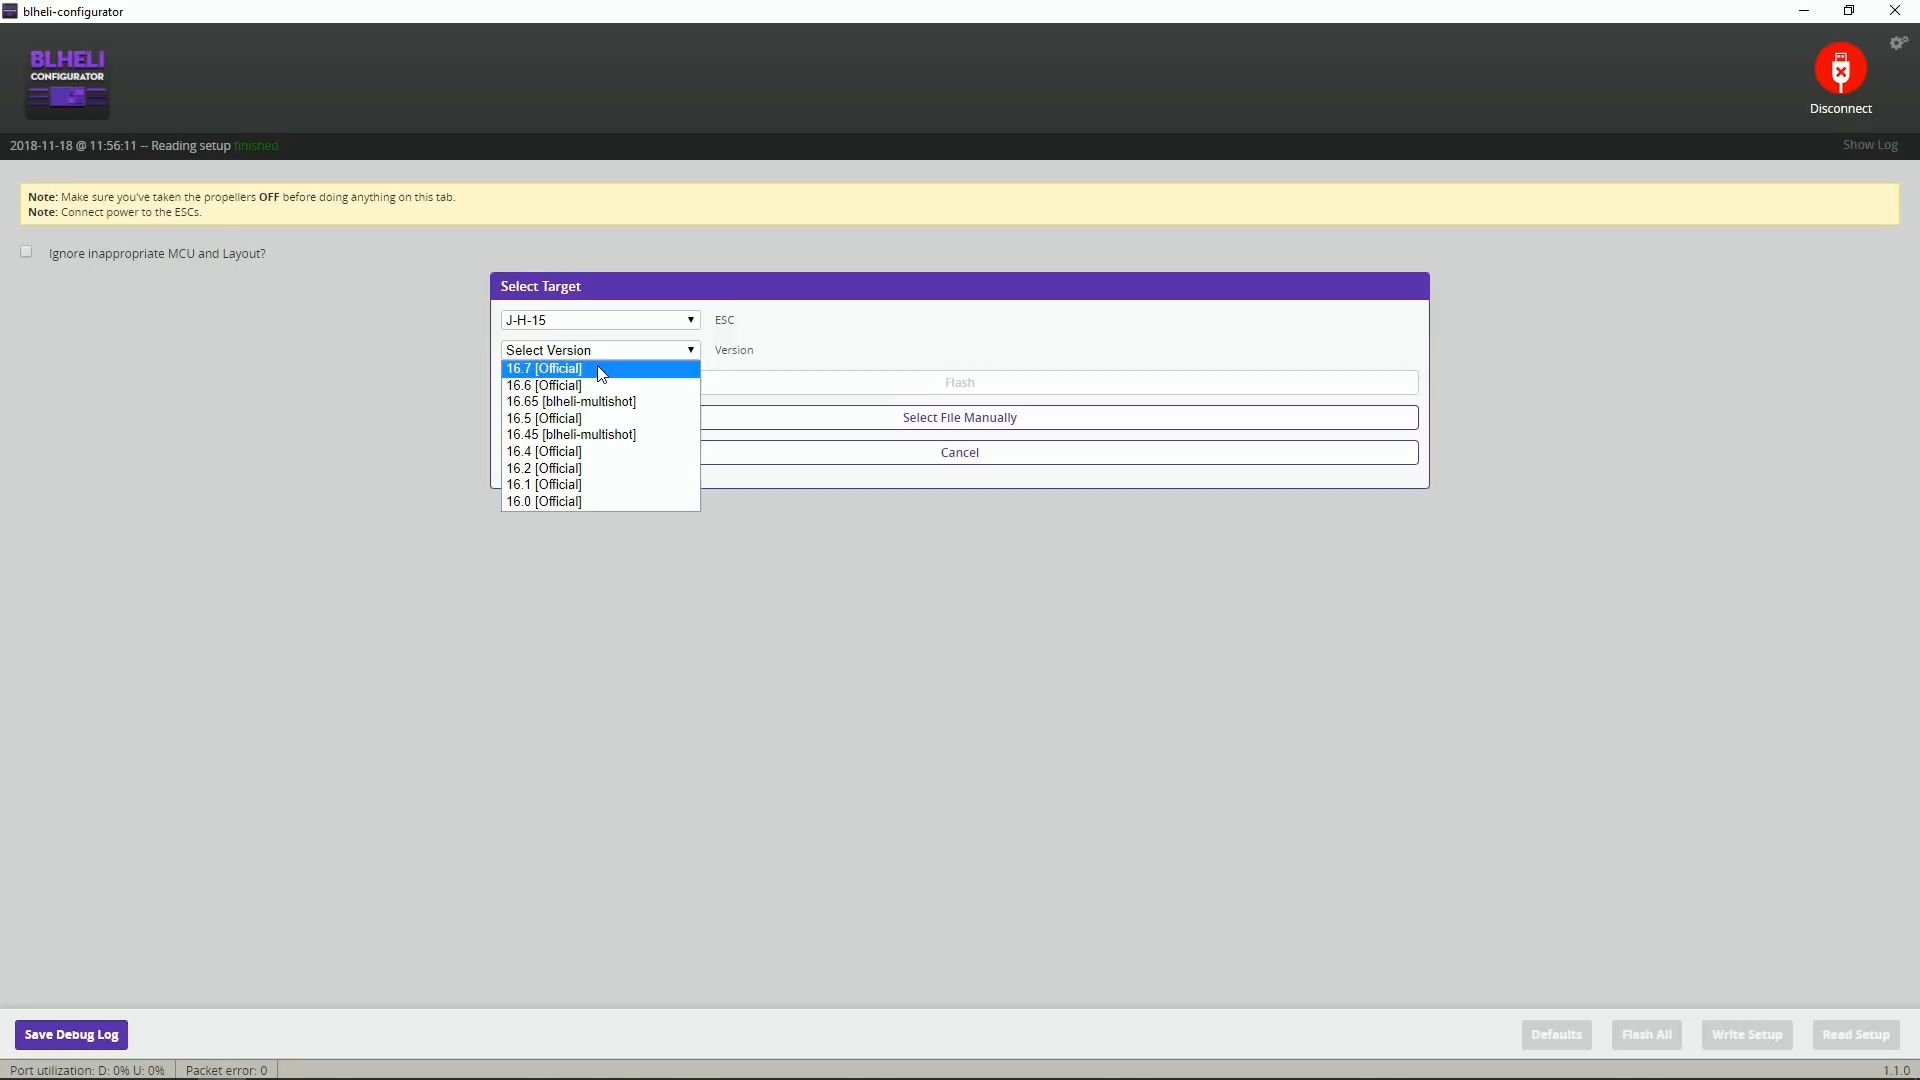 blheli-configurator
BLHELI
CONFIGURATOR
Disconnect
2018-11-18 @ 11:56:11 -- Reading setup finished
Show Log
Note: Make sure you've taken the propellers OFF before doing anything on this tab.
Note: Connect power to the ESCs.
Ignore inappropriate MCU and Layout?
Select Target
J-H-15 ESC
Select Version Version
16.7 [Official]
16.6 [Official]
16.65 [blheli-multishot]
16.5 [Official]
16.45 [blheli-multishot]
16.4 [Official]
16.2 [Official]
16.1 [Official]
16.0 [Official]
Flash
Select File Manually
Cancel
Save Debug Log
Defaults Flash All Write Setup Read Setup
Port utilization: D: 0% U: 0% Packet error: 0 1.1.0